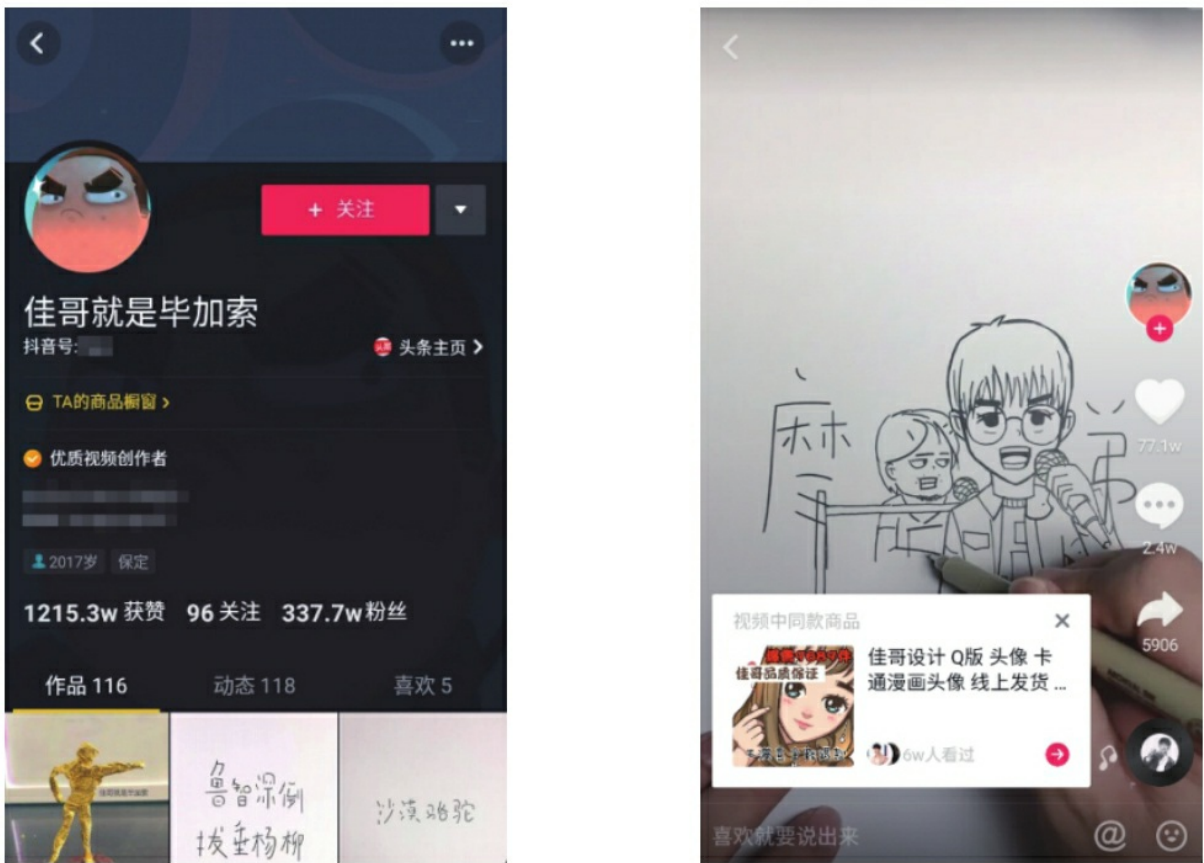 + 关注
佳哥就是毕加索
抖音号:
头条
头条主页
TA的商品橱窗
优质视频创作者
2017岁 保定
1215.3w 获赞 96 关注 337.7w粉丝
作品 116 动态 118 喜欢 5
鲁智深倒
拔垂杨柳
沙漠骆驼
77.1w
2.4w
视频中同款商品
佳哥品质保证
佳哥设计 Q版 头像 卡
通漫画头像 线上发货 ...
6w人看过
5906
喜欢就要说出来
@